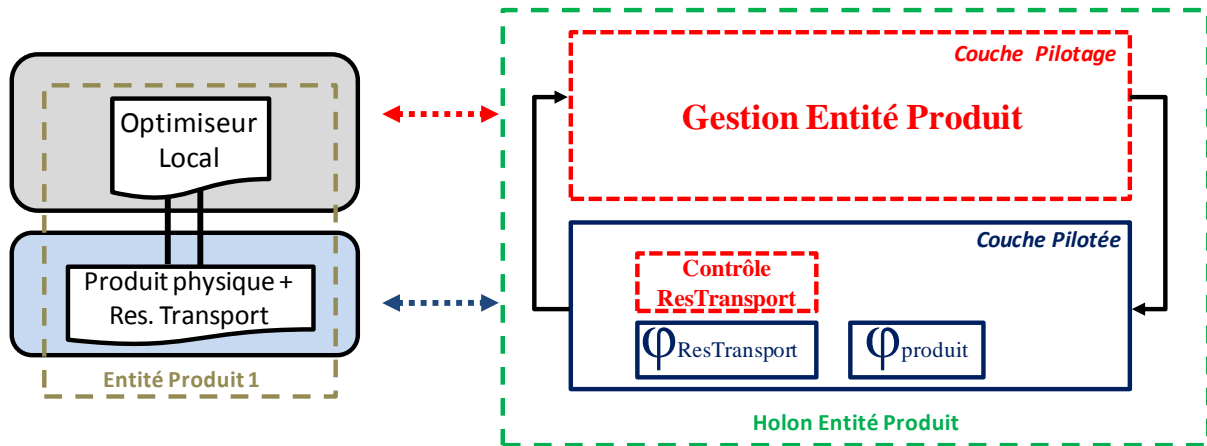 Optimiseur
Local
Produit physique +
Res. Transport
Entité Produit 1
Couche Pilotage
Gestion Entité Produit
Couche Pilotée
Contrôle
ResTransport
φResTransport
φproduit
Holon Entité Produit